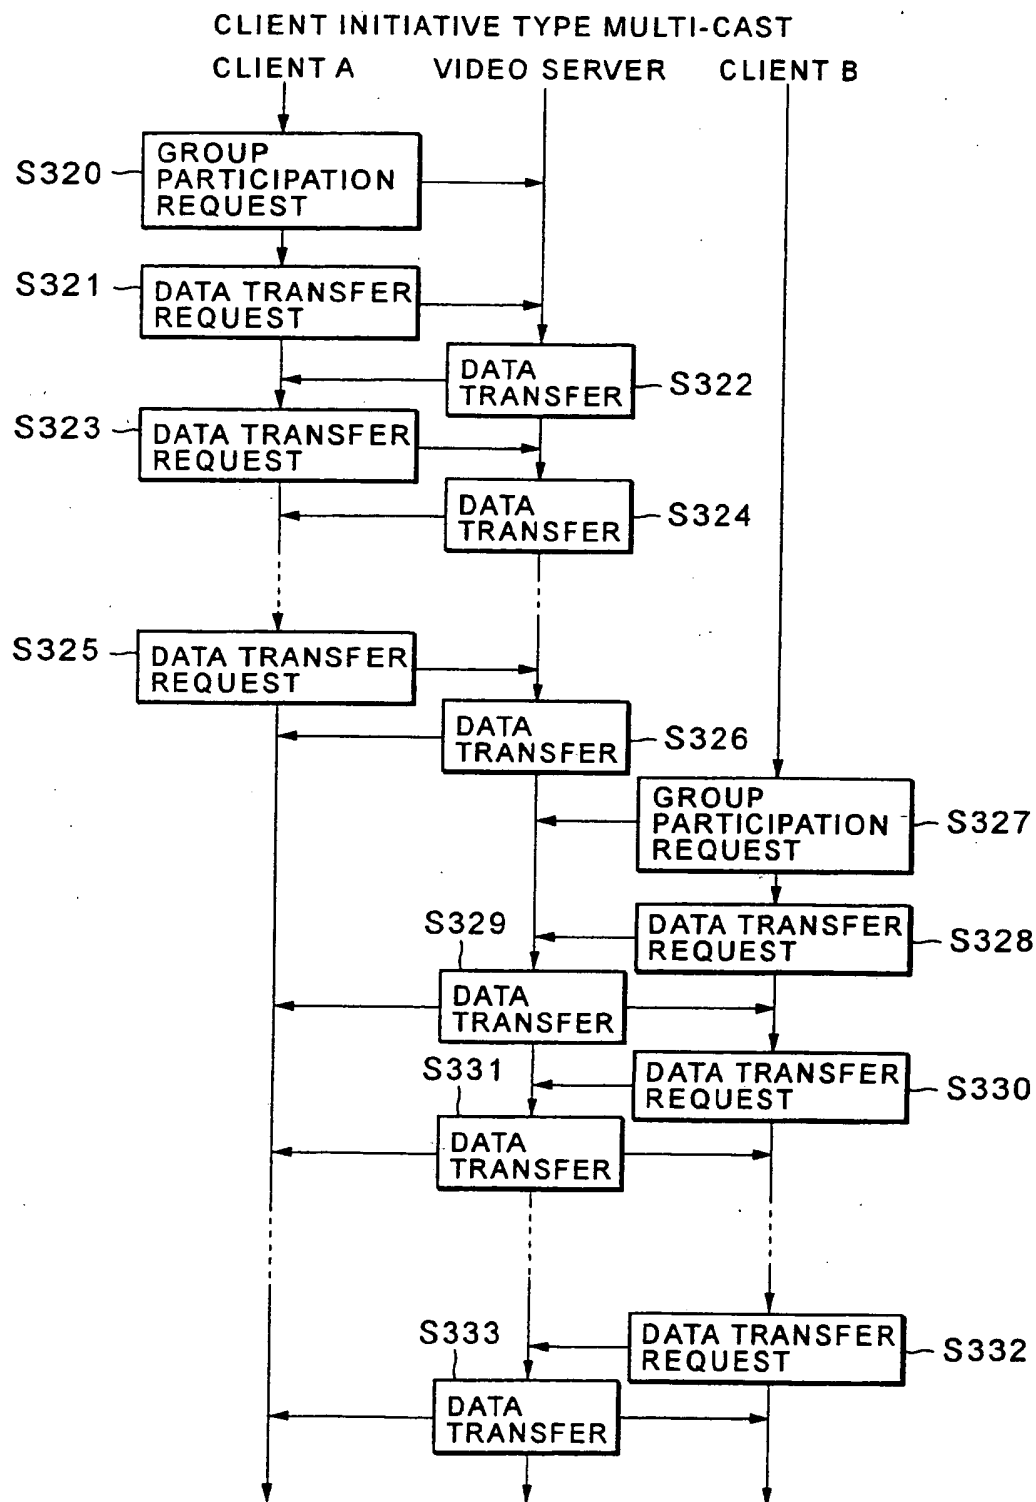 CLIENT INITIATIVE TYPE MULTI-CAST
CLIENT A VIDEO SERVER CLIENT B
S320
GROUP
PARTICIPATION
REQUEST
S321
DATA TRANSFER
REQUEST
DATA
TRANSFER
S322
S323
DATA TRANSFER
REQUEST
DATA
TRANSFER
S324
S325
DATA TRANSFER
REQUEST
DATA
TRANSFER
S326
GROUP
PARTICIPATION
REQUEST
S327
DATA TRANSFER
REQUEST
S328
S329
DATA
TRANSFER
DATA TRANSFER
REQUEST
S330
S331
DATA
TRANSFER
DATA TRANSFER
REQUEST
S332
S333
DATA
TRANSFER